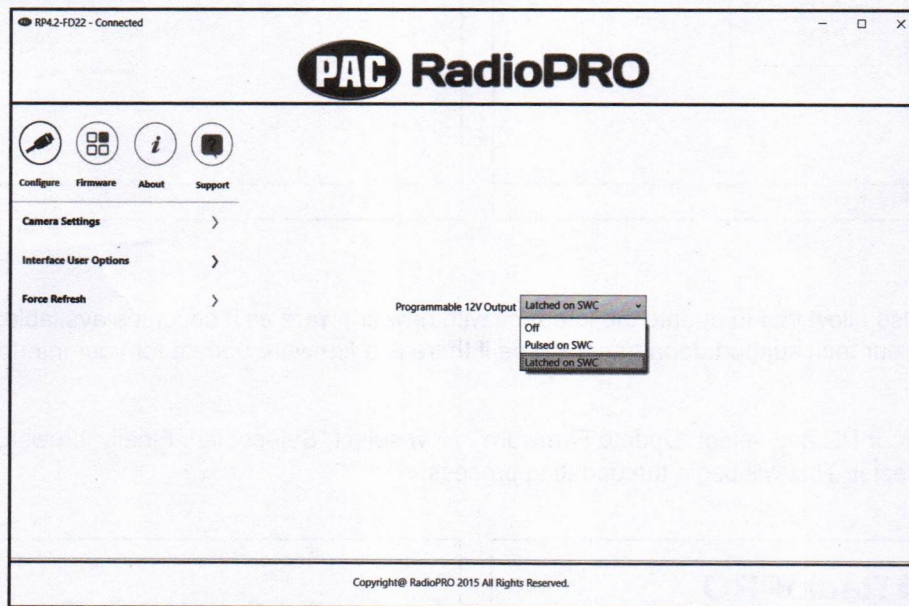 RP4.2-FD22 - Connected
PAC RadioPRO
Configure Firmware About Support
Camera Settings
Interface User Options
Force Refresh
Programmable 12V Output Latched on SWC
Off
Pulsed on SWC
Latched on SWC
Copyright@ RadioPRO 2015 All Rights Reserved.